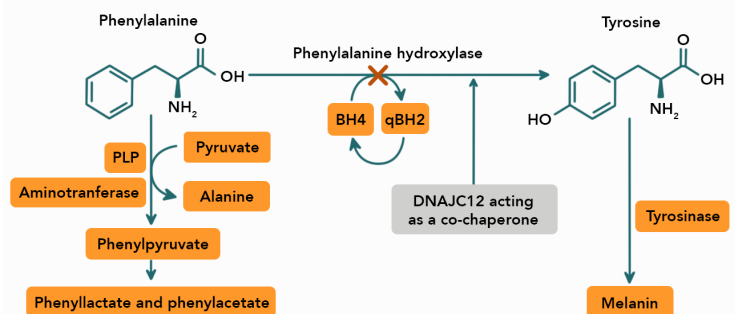 Phenylalanine
Tyrosine
O
OH
NH2
Phenylalanine hydroxylase
O
OH
NH2
HO
BH4
qBH2
PLP
Pyruvate
Aminotranferase
Alanine
DNAJC12 acting
as a co-chaperone
Tyrosinase
Phenylpyruvate
Phenyllactate and phenylacetate
Melanin